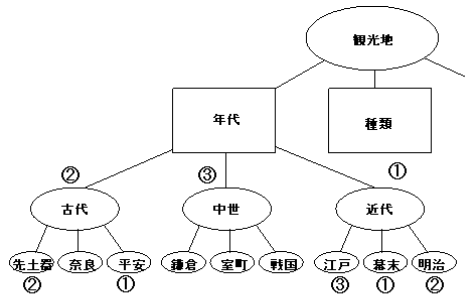 観光地
年代
種類
② ③ ①
古代 中世 近代
先土器 奈良 平安 鎌倉 室町 戦国 江戸 幕末 明治
② ① ③ ① ②